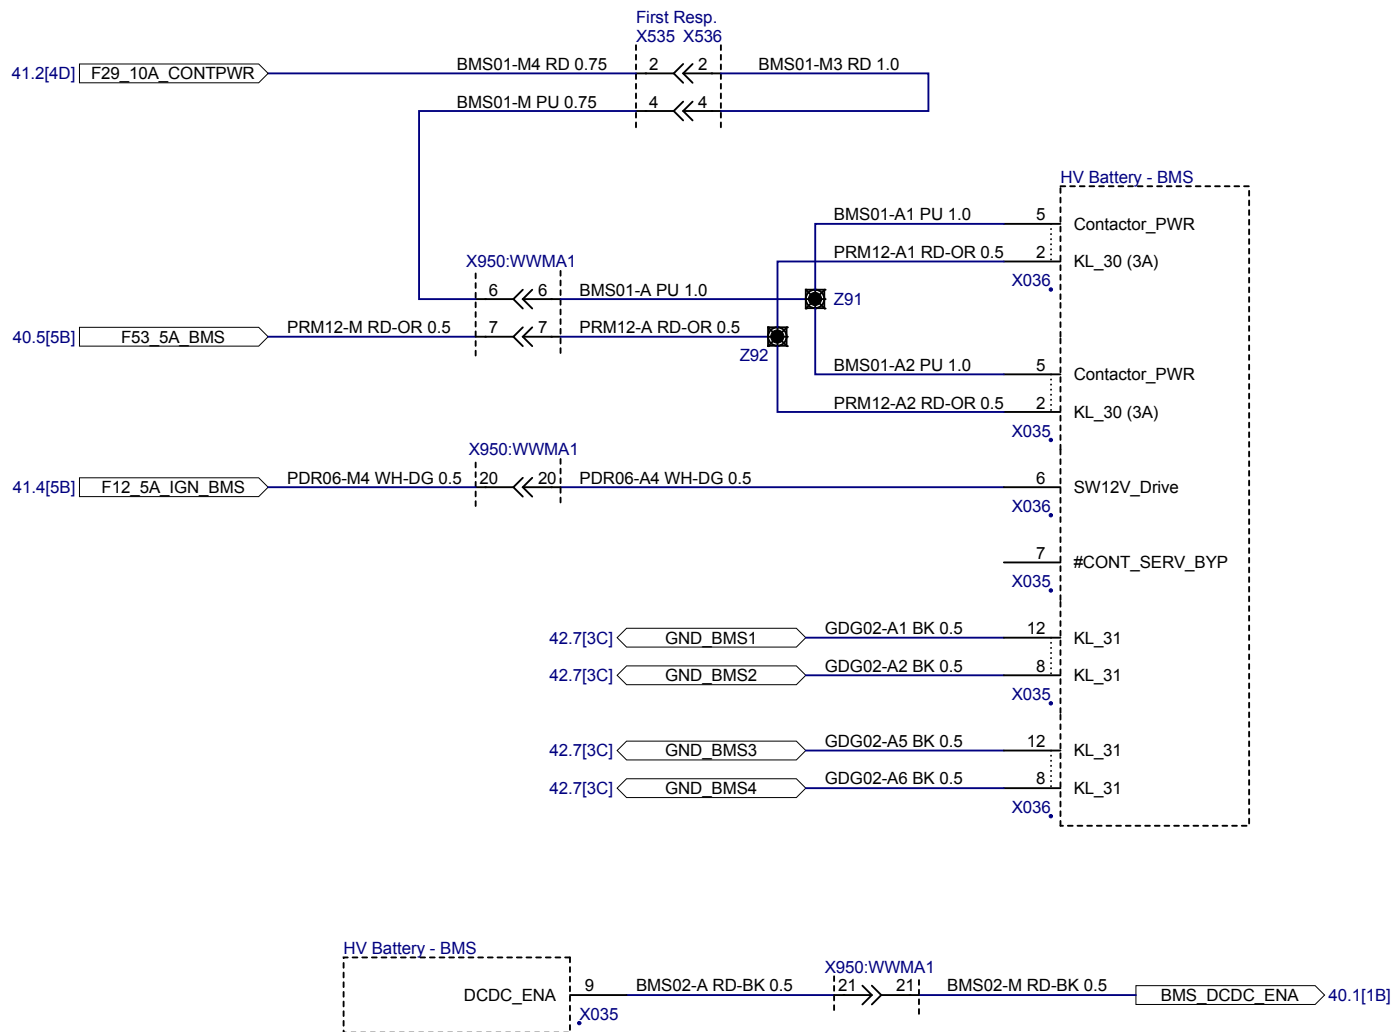 First Resp.
X535 X536
41.2[4D] F29_10A_CONTPWR BMS01-M4 RD 0.75 2 2 BMS01-M3 RD 1.0
BMS01-M PU 0.75 4 4
HV Battery - BMS
BMS01-A1 PU 1.0 5 Contactor_PWR
PRM12-A1 RD-OR 0.5 2 KL_30 (3A)
X950:WWMA1
X036
6 6 BMS01-A PU 1.0 Z91
40.5[5B] F53_5A_BMS PRM12-M RD-OR 0.5 7 7 PRM12-A RD-OR 0.5
Z92
BMS01-A2 PU 1.0 5 Contactor_PWR
PRM12-A2 RD-OR 0.5 2 KL_30 (3A)
X035
X950:WWMA1
41.4[5B] F12_5A_IGN_BMS PDR06-M4 WH-DG 0.5 20 20 PDR06-A4 WH-DG 0.5 6 SW12V_Drive
X036
7 #CONT_SERV_BYP
X035
42.7[3C] GND_BMS1 GDG02-A1 BK 0.5 12 KL_31
42.7[3C] GND_BMS2 GDG02-A2 BK 0.5 8 KL_31
X035
42.7[3C] GND_BMS3 GDG02-A5 BK 0.5 12 KL_31
42.7[3C] GND_BMS4 GDG02-A6 BK 0.5 8 KL_31
X036
HV Battery - BMS
X950:WWMA1
DCDC_ENA 9 BMS02-A RD-BK 0.5 21 21 BMS02-M RD-BK 0.5 BMS_DCDC_ENA 40.1[1B]
X035